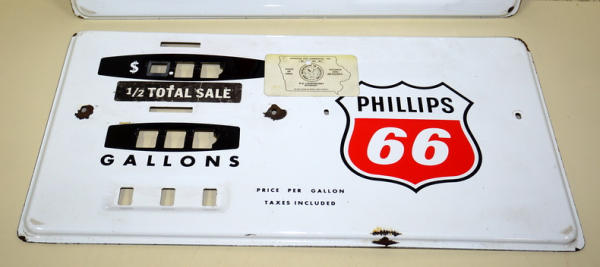 $
1/2 TOTAL SALE
GALLONS
PHILLIPS
66
PRICE PER GALLON
TAXES INCLUDED